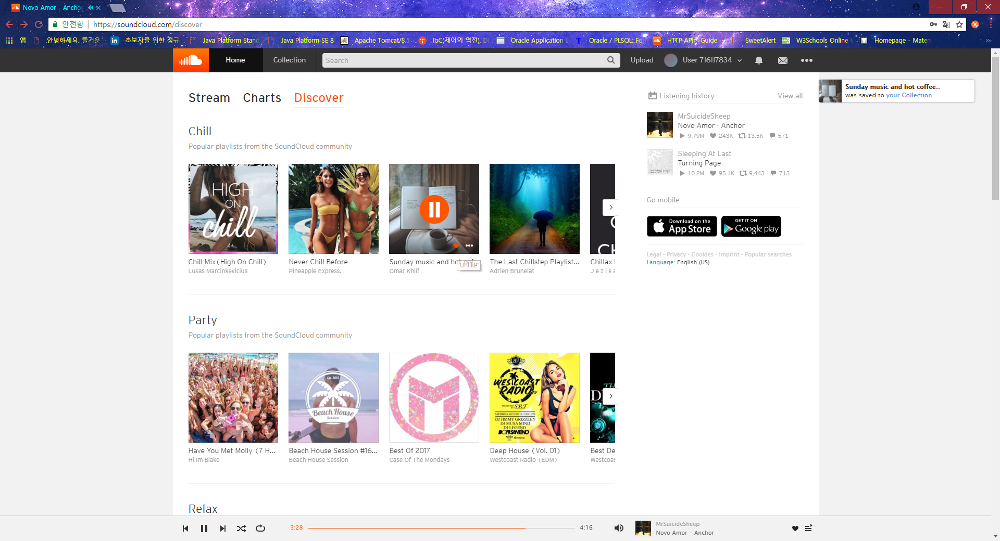 Novo Amor - Anchor
안전함 https://soundcloud.com/discover
앱 안녕하세요. 즐거운 초보자를 위한 정규 Java Platform Stand Java Platform SE 8 Apache Tomcat/8.5 IoC(제어의 역전), D Oracle Application Oracle / PLSQL: HTTP API - Guide SweetAlert W3Schools Online Homepage - Materi
Home Collection Search Upload User 716117834
Sunday music and hot coffee..
was saved to your Collection.
Stream Charts Discover
Chill
Popular playlists from the SoundCloud community
HIGH
ON
chill
Chill Mix (High On Chill)
Lukas Marcinkevicius
Never Chill Before
Pineapple Express.
Sunday music and hot cof...
Omar Khlif
Unlike
The Last Chillstep Playlist...
Adrien Brunelat
CH
Chillax
J e z i k a
Party
Popular playlists from the SoundCloud community
Have You Met Molly (7 H...
Hi Im Blake
Est. 2013
Beach House
Session
Beach House Session #16...
Beach House Session
Best Of 2017
Case Of The Mondays
207
WESTCOAST
RADIO
PRESENTED BY SRT
DJ JIMMY GRIZZLEY
DJ MUSA MIND
DJ LEGEND
DON SANTINO
Deep House (Vol. 01)
Westcoast Radio (EDM)
Best De
Westcoas
Relax
Listening history View all
MrSuicideSheep
Novo Amor - Anchor
9.79M 243K 13.5K 571
turning page
Sleeping At Last
Turning Page
10.2M 95.1K 9,443 713
Go mobile
Download on the
App Store
GET IT ON
Google play
Legal - Privacy - Cookies - Imprint - Popular searches
Language: English (US)
3:28 4:16
MrSuicideSheep
Novo Amor - Anchor